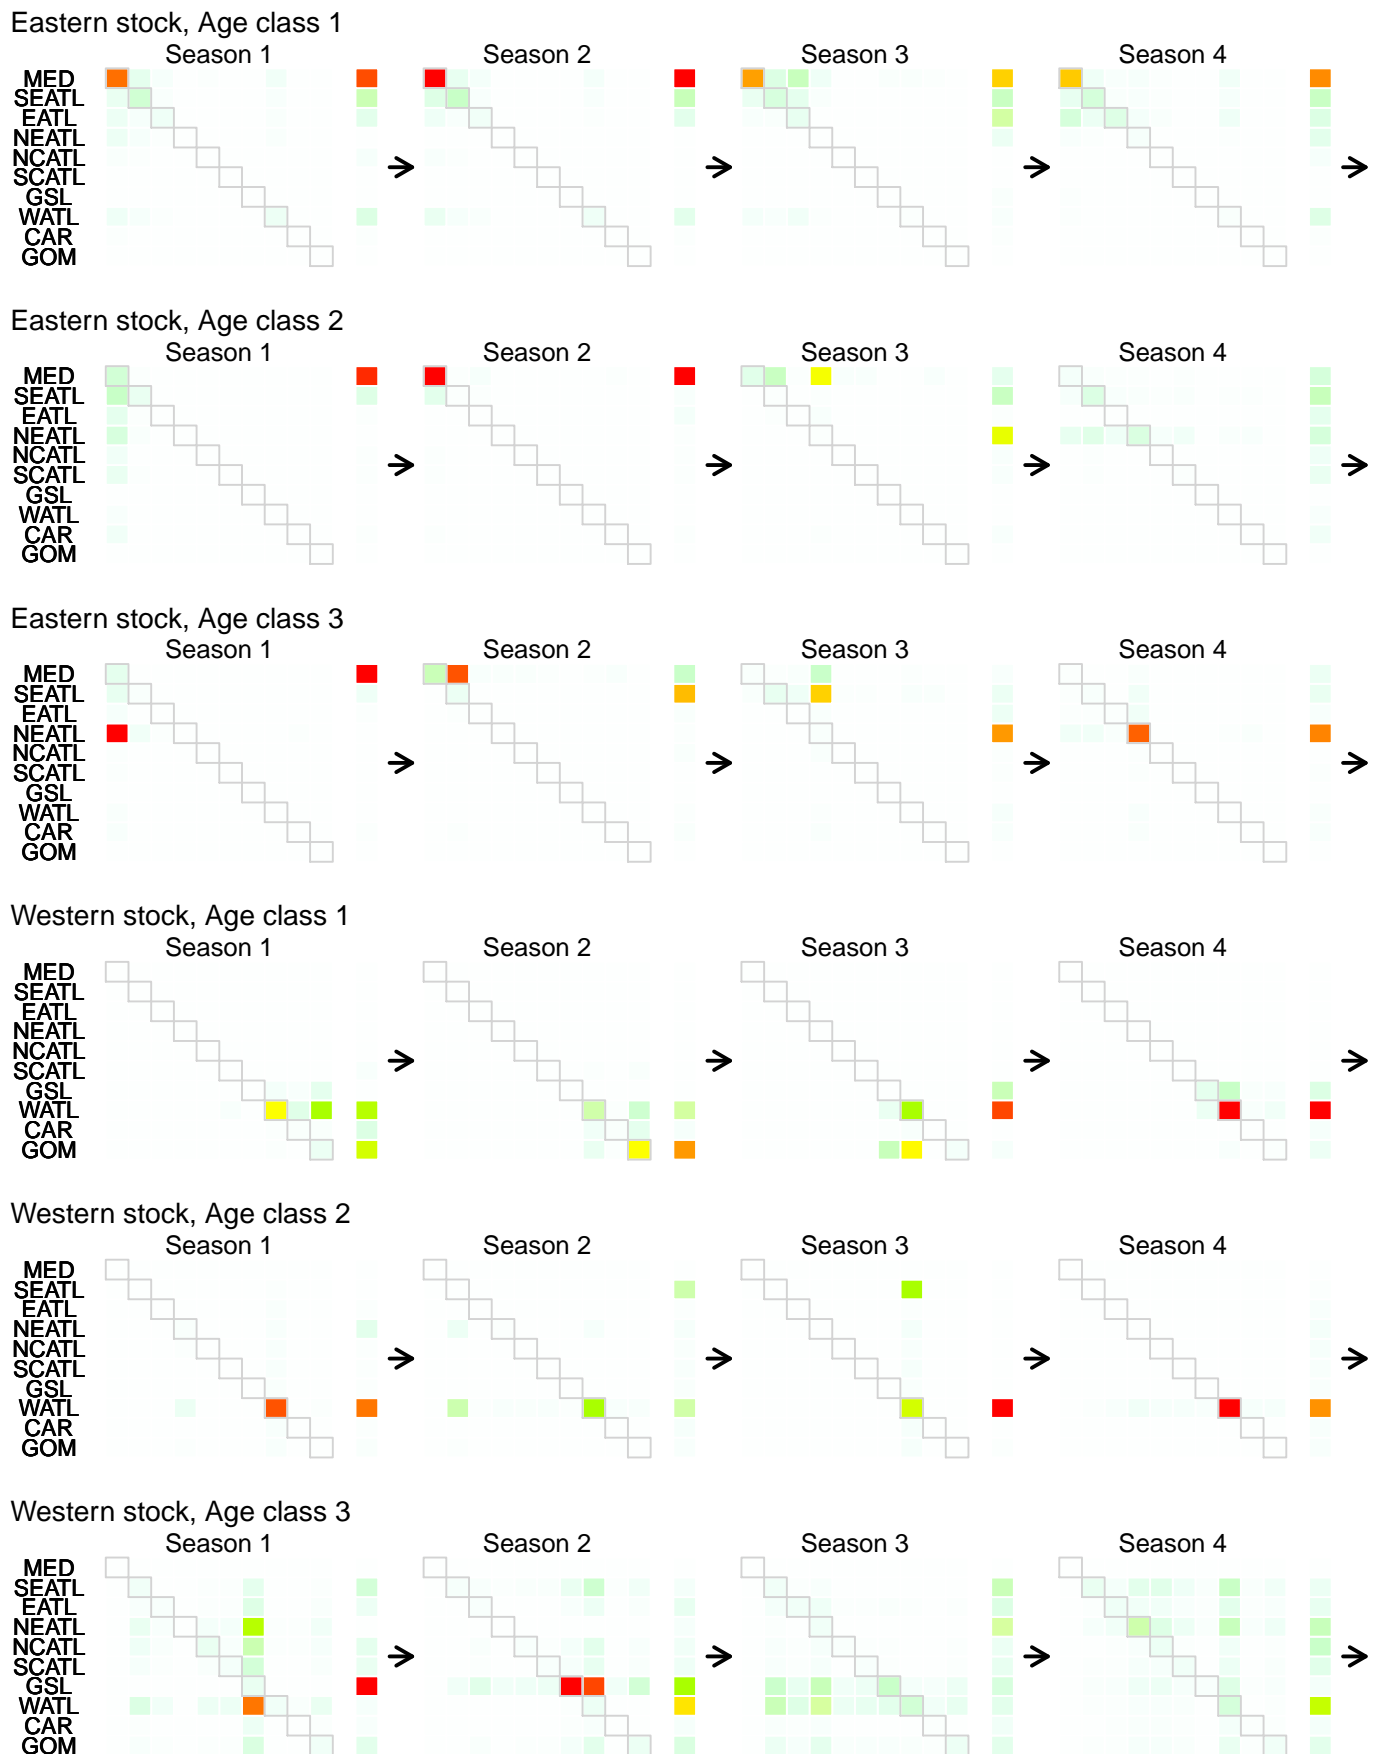 Eastern stock, Age class 1
Season 1 Season 2 Season 3 Season 4
MED
SEATL
EATL
NEATL
NCATL
SCATL
GSL
WATL
CAR
GOM
Eastern stock, Age class 2
Season 1 Season 2 Season 3 Season 4
MED
SEATL
EATL
NEATL
NCATL
SCATL
GSL
WATL
CAR
GOM
Eastern stock, Age class 3
Season 1 Season 2 Season 3 Season 4
MED
SEATL
EATL
NEATL
NCATL
SCATL
GSL
WATL
CAR
GOM
Western stock, Age class 1
Season 1 Season 2 Season 3 Season 4
MED
SEATL
EATL
NEATL
NCATL
SCATL
GSL
WATL
CAR
GOM
Western stock, Age class 2
Season 1 Season 2 Season 3 Season 4
MED
SEATL
EATL
NEATL
NCATL
SCATL
GSL
WATL
CAR
GOM
Western stock, Age class 3
Season 1 Season 2 Season 3 Season 4
MED
SEATL
EATL
NEATL
NCATL
SCATL
GSL
WATL
CAR
GOM